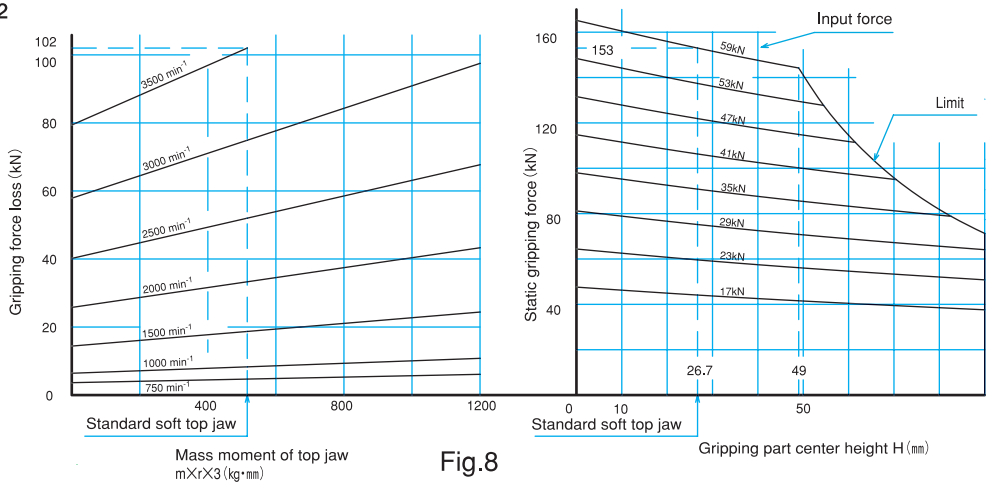 2
102
100
80
60
40
20
0
Gripping force loss (kN)
3500 min⁻¹
3000 min⁻¹
2500 min⁻¹
2000 min⁻¹
1500 min⁻¹
1000 min⁻¹
750 min⁻¹
400
800
1200
Standard soft top jaw
Mass moment of top jaw
m×r×3 (kg·mm)
Fig.8
160
120
80
40
Static gripping force (kN)
153
Input force
Limit
59kN
53kN
47kN
41kN
35kN
29kN
23kN
17kN
26.7
49
0
10
50
Standard soft top jaw
Gripping part center height H (mm)